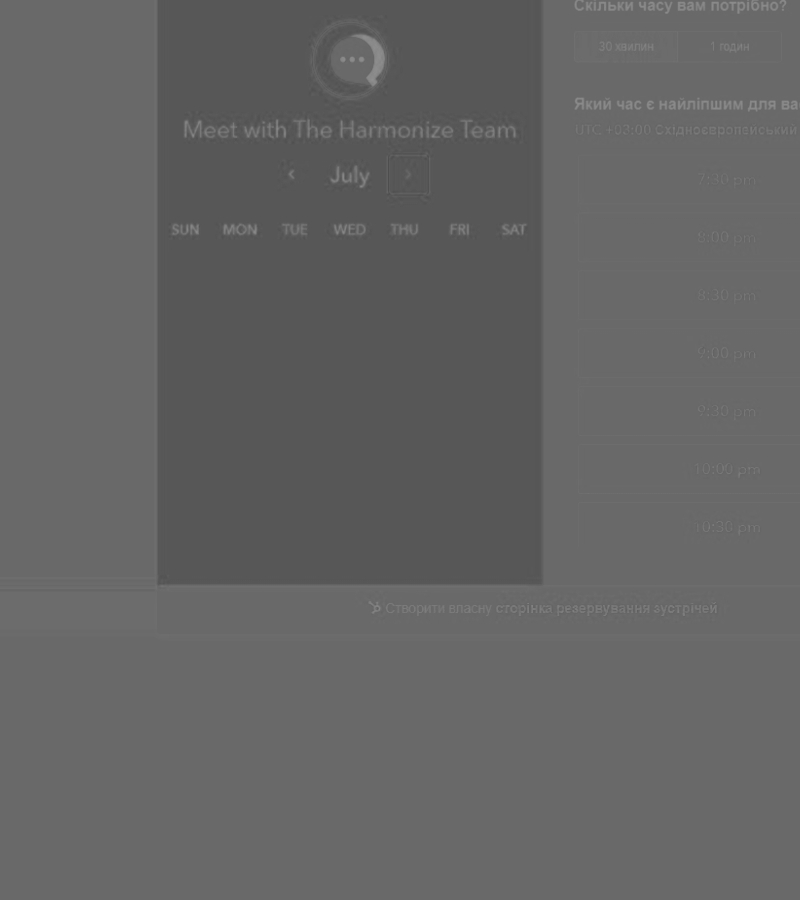 Скільки часу вам потрібно?
30 хвилин
1 годин
Meet with The Harmonize Team
July
SUN MON TUE WED THU FRI SAT
Який час є найліпшим для ва
UTC +02:00 Східноєвропейський
7:30 pm
8:00 pm
8:30 pm
9:00 pm
9:30 pm
10:00 pm
10:30 pm
Створити власну сторінка резервування зустрічей